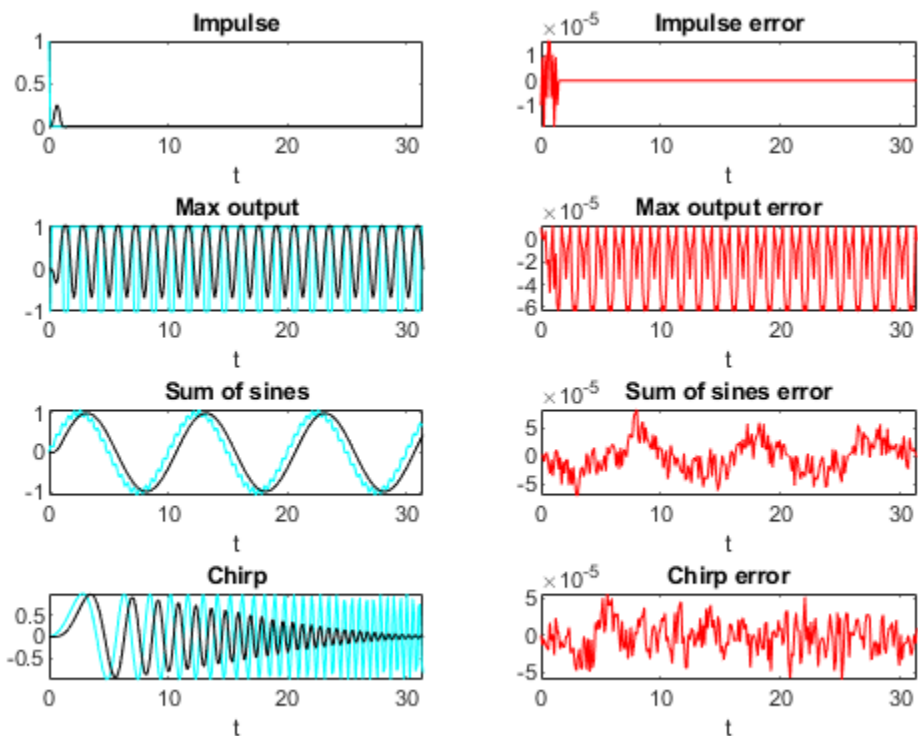 Impulse
1
0.5
0
0 10 20 30
t
Impulse error
×10^-5
1
0
-1
0 10 20 30
t
Max output
1
0
-1
0 10 20 30
t
Max output error
×10^-5
0
-2
-4
-6
0 10 20 30
t
Sum of sines
1
0
-1
0 10 20 30
t
Sum of sines error
×10^-5
5
0
-5
0 10 20 30
t
Chirp
0.5
0
-0.5
0 10 20 30
t
Chirp error
×10^-5
5
0
-5
0 10 20 30
t